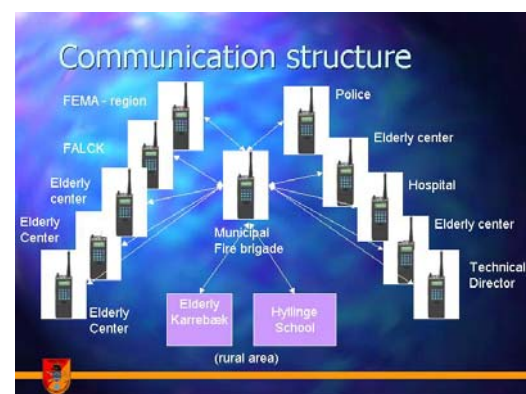 Communication structure
FEMA - region
FALCK
Elderly
center
Elderly
Center
Elderly
Center
Police
Elderly center
Hospital
Elderly center
Technical
Director
Municipal
Fire brigade
Elderly
Karrebæk
Hyllinge
School
(rural area)